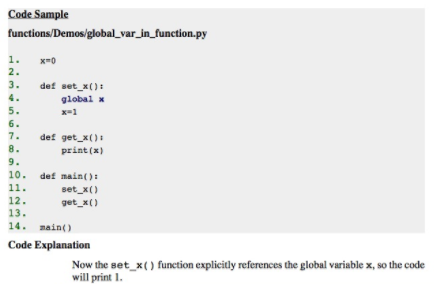 Code Sample
functions/Demos/global_var_in_function.py
1. x=0
2.
3. def set_x():
4.     global x
5.     x=1
6.
7. def get_x():
8.     print(x)
9.
10. def main():
11.     set_x()
12.     get_x()
13.
14. main()
Code Explanation
Now the set_x() function explicitly references the global variable x, so the code
will print 1.